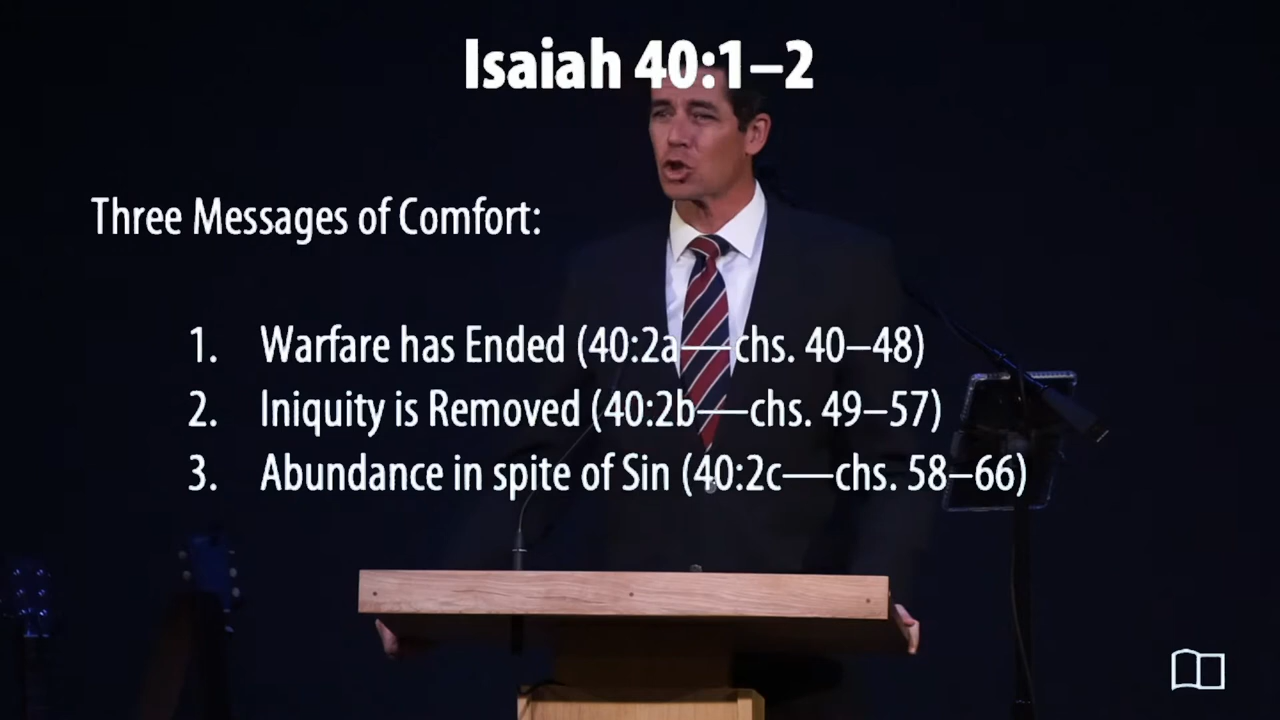 Isaiah 40:1–2
Three Messages of Comfort:
1. Warfare has Ended (40:2a—chs. 40–48)
2. Iniquity is Removed (40:2b—chs. 49–57)
3. Abundance in spite of Sin (40:2c—chs. 58–66)